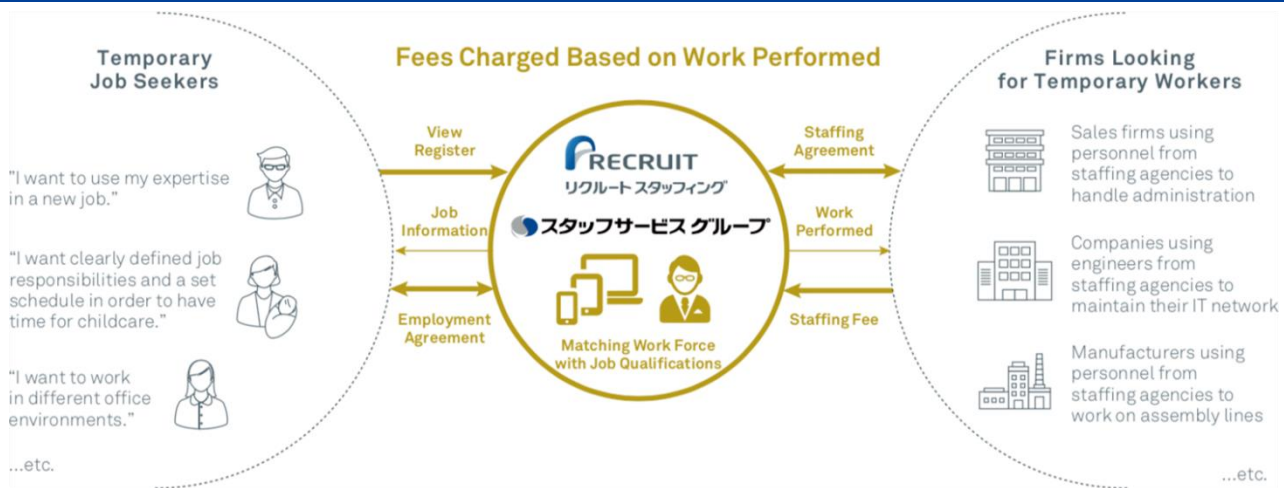 Temporary
Job Seekers
Fees Charged Based on Work Performed
Firms Looking
for Temporary Workers
"I want to use my expertise
in a new job."
"I want clearly defined job
responsibilities and a set
schedule in order to have
time for childcare."
"I want to work
in different office
environments."
...etc.
View
Register
Job
Information
Employment
Agreement
RECRUIT
リクルートスタッフィング
スタッフサービスグループ
Matching Work Force
with Job Qualifications
Staffing
Agreement
Work
Performed
Staffing Fee
Sales firms using
personnel from
staffing agencies to
handle administration
Companies using
engineers from
staffing agencies to
maintain their IT network
Manufacturers using
personnel from
staffing agencies to
work on assembly lines
...etc.